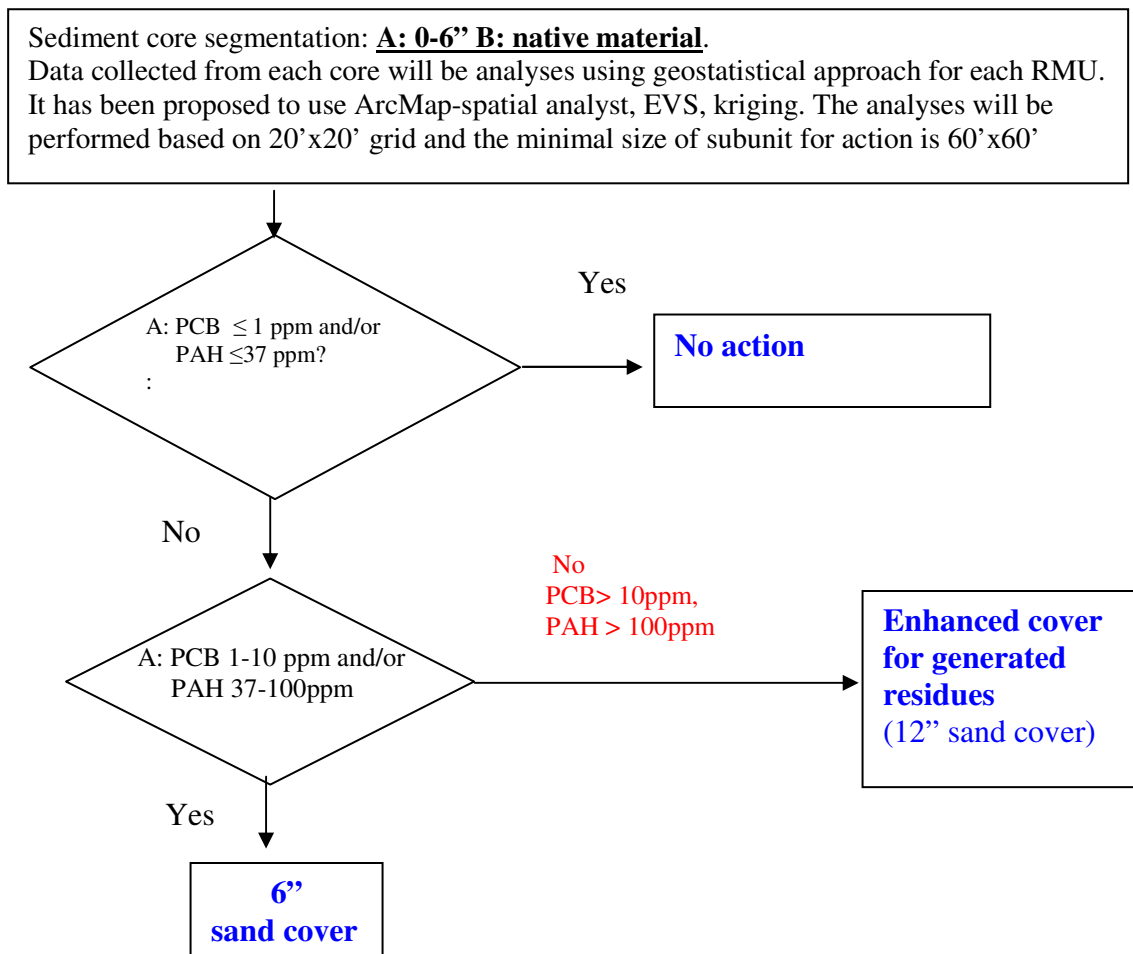 Sediment core segmentation: A: 0-6” B: native material.
Data collected from each core will be analyses using geostatistical approach for each RMU.
It has been proposed to use ArcMap-spatial analyst, EVS, kriging. The analyses will be
performed based on 20’x20’ grid and the minimal size of subunit for action is 60’x60’
Yes
A: PCB ≤ 1 ppm and/or
PAH ≤37 ppm?
:
No action
No
No
PCB> 10ppm,
PAH > 100ppm
A: PCB 1-10 ppm and/or
PAH 37-100ppm
Enhanced cover
for generated
residues
(12” sand cover)
Yes
6”
sand cover